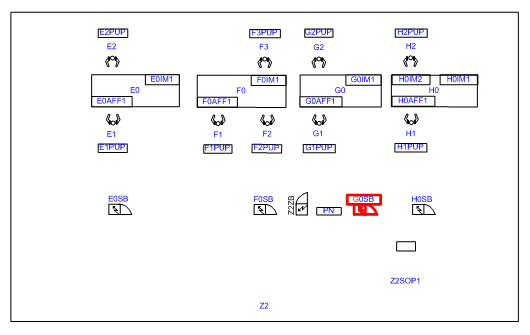 E2PUP F3PUP G2PUP H2PUP
E2 F3 G2 H2
E0IM1 F0IM1 G0IM1 H0IM2 H0IM1
E0 F0 G0 H0
E0AFF1 F0AFF1 G0AFF1 H0AFF1
E1 F1 F2 G1 H1
E1PUP F1PUP F2PUP G1PUP H1PUP
E0SB F0SB Z2ZB PN G0SB H0SB
Z2SOP1
Z2